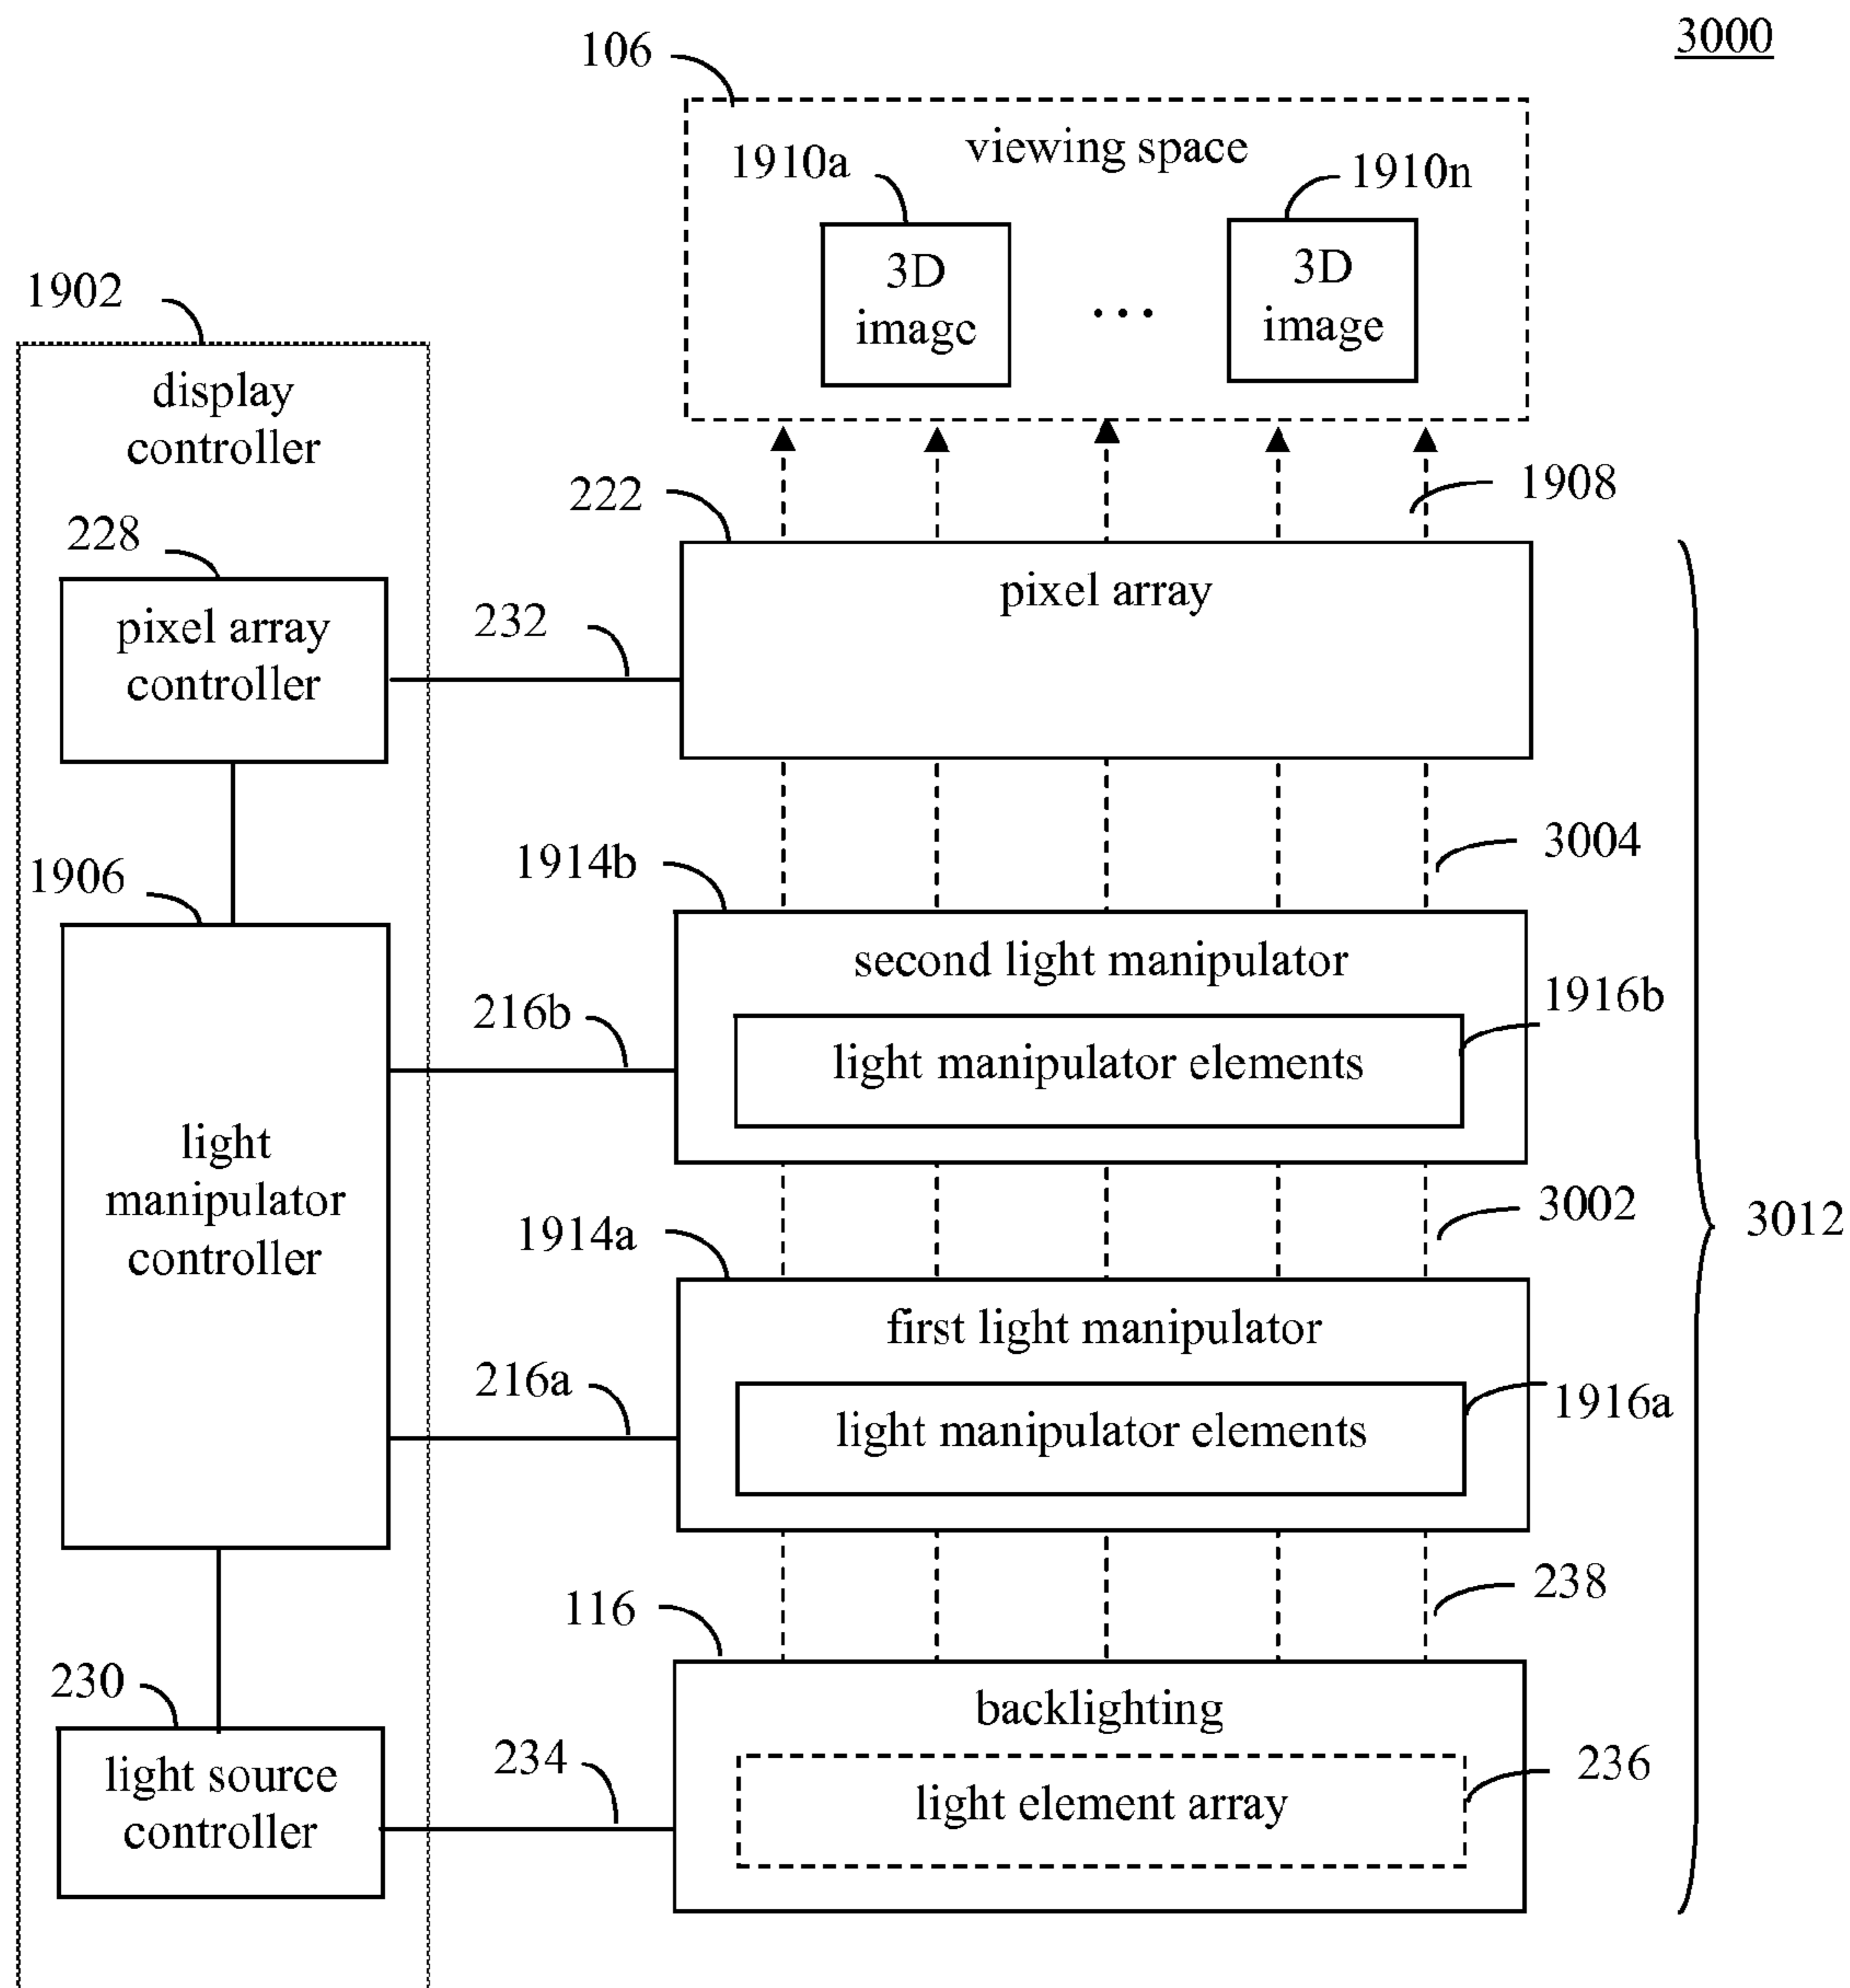 3000
106
viewing space
1910a
1910n
3D
imagc
...
3D
image
1902
display
controller
222
1908
228
pixel array
controller
232
pixel array
1906
1914b
3004
second light manipulator
216b
1916b
light manipulator elements
light
manipulator
controller
3002
1914a
3012
first light manipulator
216a
1916a
light manipulator elements
116
238
230
backlighting
234
236
light source
controller
light element array